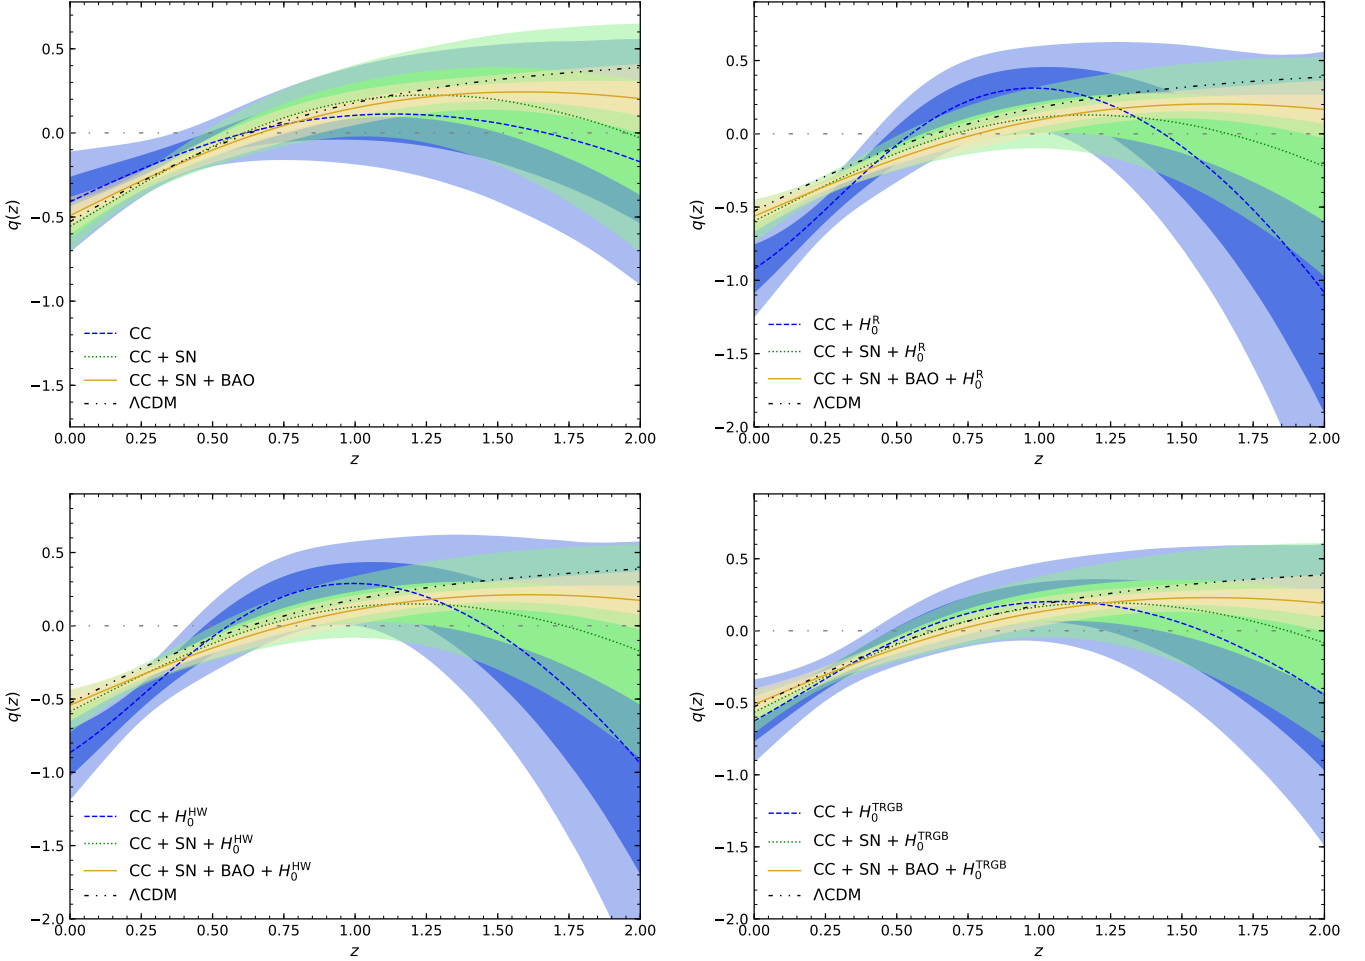 0.5
0.0
−0.5
−1.0
−1.5
q(z)
CC
CC + SN
CC + SN + BAO
ΛCDM
0.00 0.25 0.50 0.75 1.00 1.25 1.50 1.75 2.00
z
0.5
0.0
−0.5
−1.0
−1.5
−2.0
q(z)
CC + H₀ᴿ
CC + SN + H₀ᴿ
CC + SN + BAO + H₀ᴿ
ΛCDM
0.00 0.25 0.50 0.75 1.00 1.25 1.50 1.75 2.00
z
0.5
0.0
−0.5
−1.0
−1.5
−2.0
q(z)
CC + H₀ᴴᵂ
CC + SN + H₀ᴴᵂ
CC + SN + BAO + H₀ᴴᵂ
ΛCDM
0.00 0.25 0.50 0.75 1.00 1.25 1.50 1.75 2.00
z
0.5
0.0
−0.5
−1.0
−1.5
−2.0
q(z)
CC + H₀^TRGB
CC + SN + H₀^TRGB
CC + SN + BAO + H₀^TRGB
ΛCDM
0.00 0.25 0.50 0.75 1.00 1.25 1.50 1.75 2.00
z